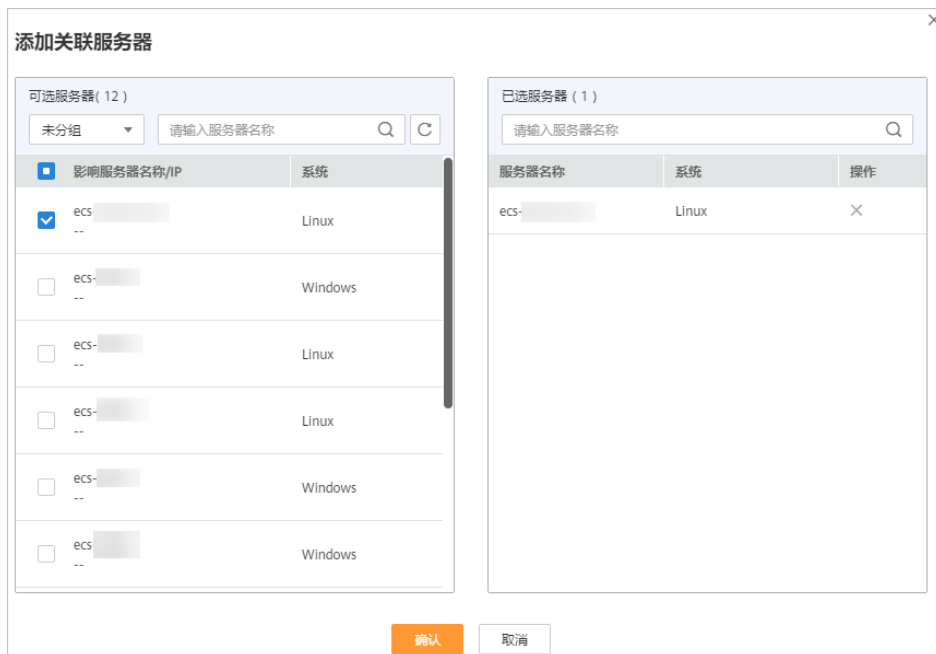 添加关联服务器
可选服务器( 12 )
未分组
请输入服务器名称
影响服务器名称/IP 系统
ecs
--
Linux
ecs-
--
Windows
ecs-
--
Linux
ecs-
--
Linux
ecs-
--
Windows
ecs
--
Windows
已选服务器 ( 1 )
请输入服务器名称
服务器名称 系统 操作
ecs- Linux
确认 取消